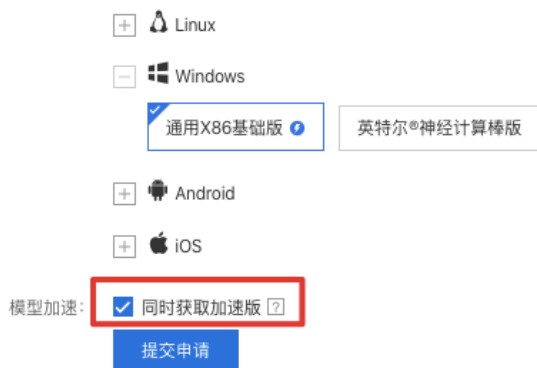 Linux
Windows
通用X86基础版 英特尔®神经计算棒版
Android
iOS
模型加速: 同时获取加速版 ?
提交申请